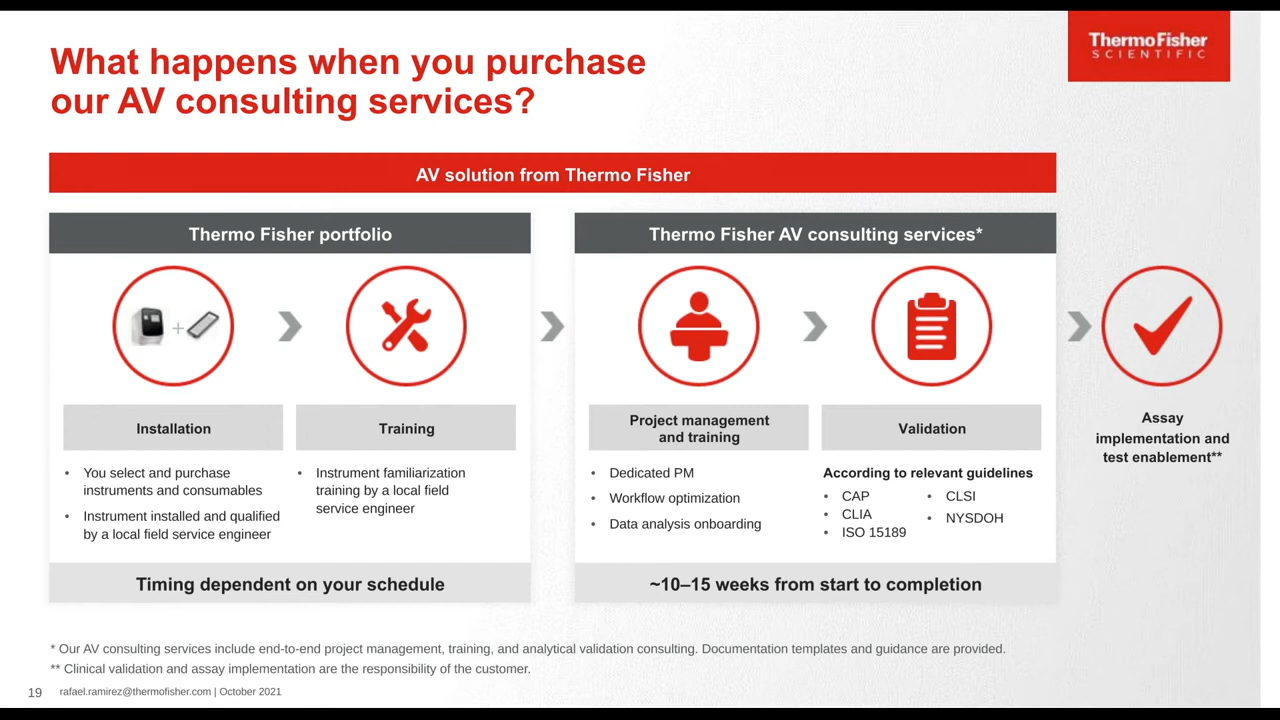 What happens when you purchase
our AV consulting services?
ThermoFisher
SCIENTIFIC
AV solution from Thermo Fisher
Thermo Fisher portfolio
Thermo Fisher AV consulting services*
+
Installation
Training
Project management
and training
Validation
Assay
implementation and
test enablement**
• You select and purchase
instruments and consumables
• Instrument installed and qualified
by a local field service engineer
• Instrument familiarization
training by a local field
service engineer
• Dedicated PM
• Workflow optimization
• Data analysis onboarding
According to relevant guidelines
• CAP
• CLIA
• ISO 15189
• CLSI
• NYSDOH
Timing dependent on your schedule
~10–15 weeks from start to completion
* Our AV consulting services include end-to-end project management, training, and analytical validation consulting. Documentation templates and guidance are provided.
** Clinical validation and assay implementation are the responsibility of the customer.
19 rafael.ramirez@thermofisher.com | October 2021